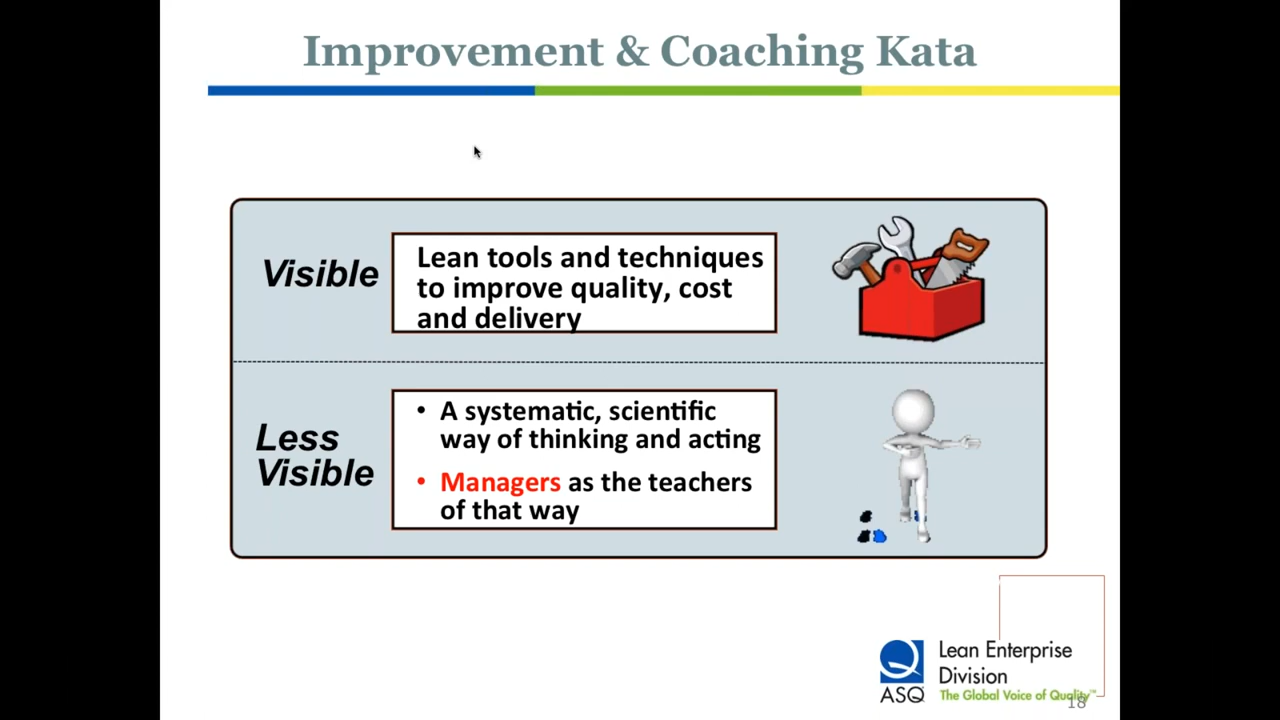 Improvement & Coaching Kata
Visible
Lean tools and techniques
to improve quality, cost
and delivery
Less
Visible
• A systematic, scientific
way of thinking and acting
• Managers as the teachers
of that way
ASQ
Lean Enterprise
Division
The Global Voice of Quality™
18